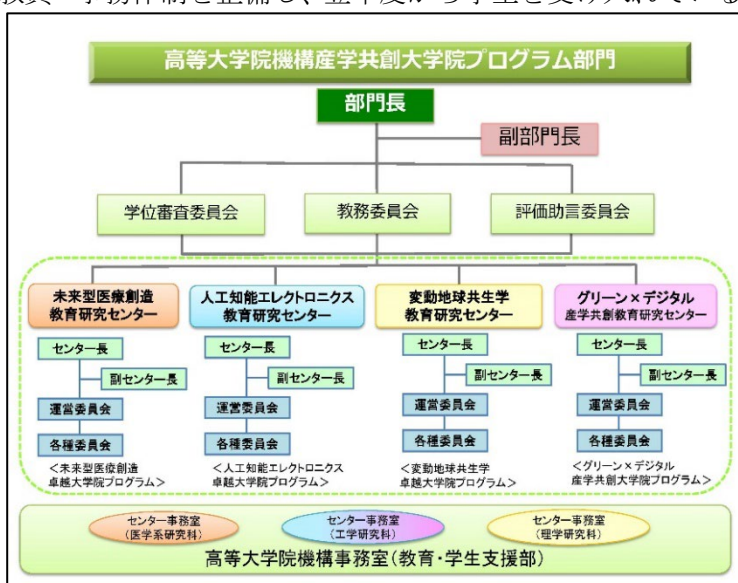 高等大学院機構産学共創大学院プログラム部門
部門長
副部門長
学位審査委員会
教務委員会
評価助言委員会
未来型医療創造
教育研究センター
センター長
副センター長
運営委員会
各種委員会
<未来型医療創造
卓越大学院プログラム>
人工知能エレクトロニクス
教育研究センター
センター長
副センター長
運営委員会
各種委員会
<人工知能エレクトロニクス
卓越大学院プログラム>
変動地球共生学
教育研究センター
センター長
副センター長
運営委員会
各種委員会
<変動地球共生学
卓越大学院プログラム>
グリーン×デジタル
産学共創教育研究センター
センター長
副センター長
運営委員会
各種委員会
<グリーン×デジタル
産学共創大学院プログラム>
センター事務室
(医学系研究科)
センター事務室
(工学研究科)
センター事務室
(理学研究科)
高等大学院機構事務室(教育・学生支援部)